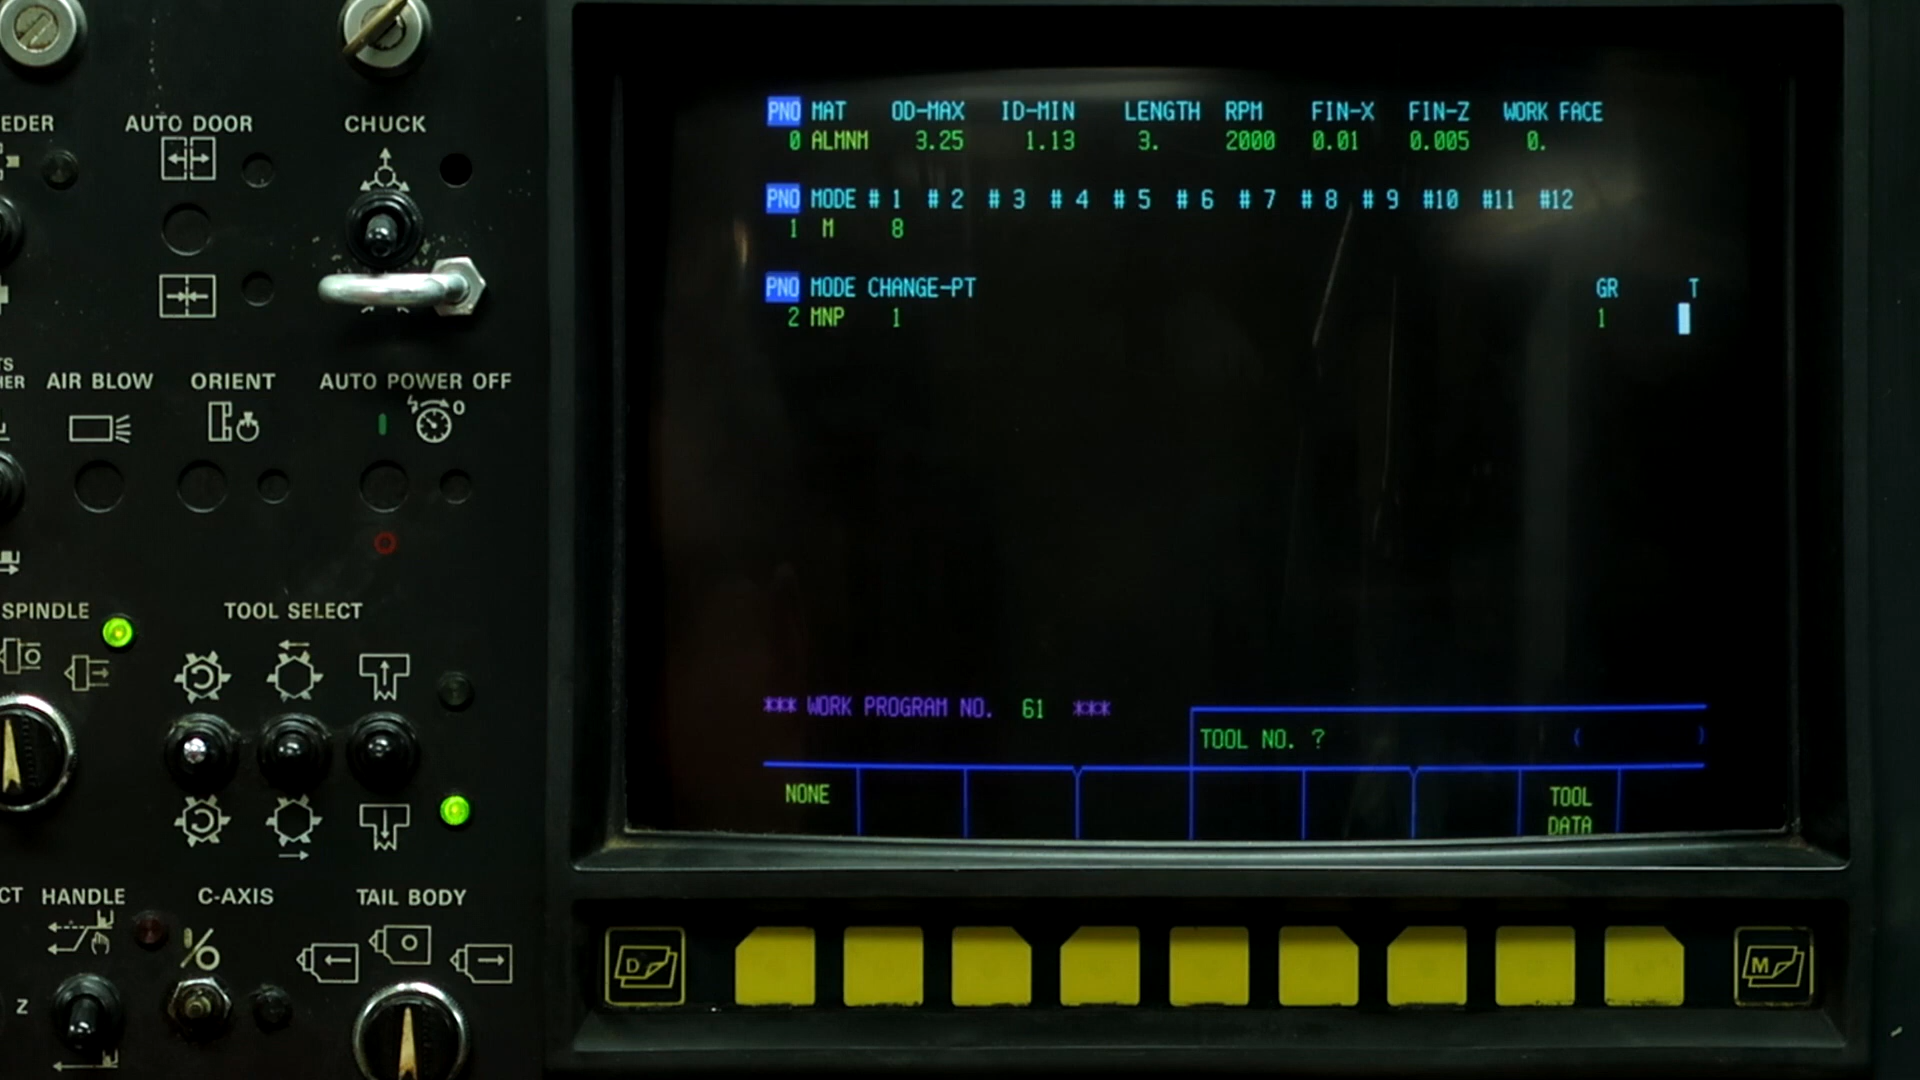 EDER AUTO DOOR CHUCK
TS
HER AIR BLOW ORIENT AUTO POWER OFF
I O
SPINDLE TOOL SELECT
CT HANDLE C-AXIS TAIL BODY
Z
PNO MAT OD-MAX ID-MIN LENGTH RPM FIN-X FIN-Z WORK FACE
0 ALMNM 3.25 1.13 3. 2000 0.01 0.005 0.
PNO MODE # 1 # 2 # 3 # 4 # 5 # 6 # 7 # 8 # 9 #10 #11 #12
1 M 8
PNO MODE CHANGE-PT GR T
2 MNP 1 1
*** WORK PROGRAM NO. 61 ***
TOOL NO. ? ( )
NONE TOOL
DATA
D M